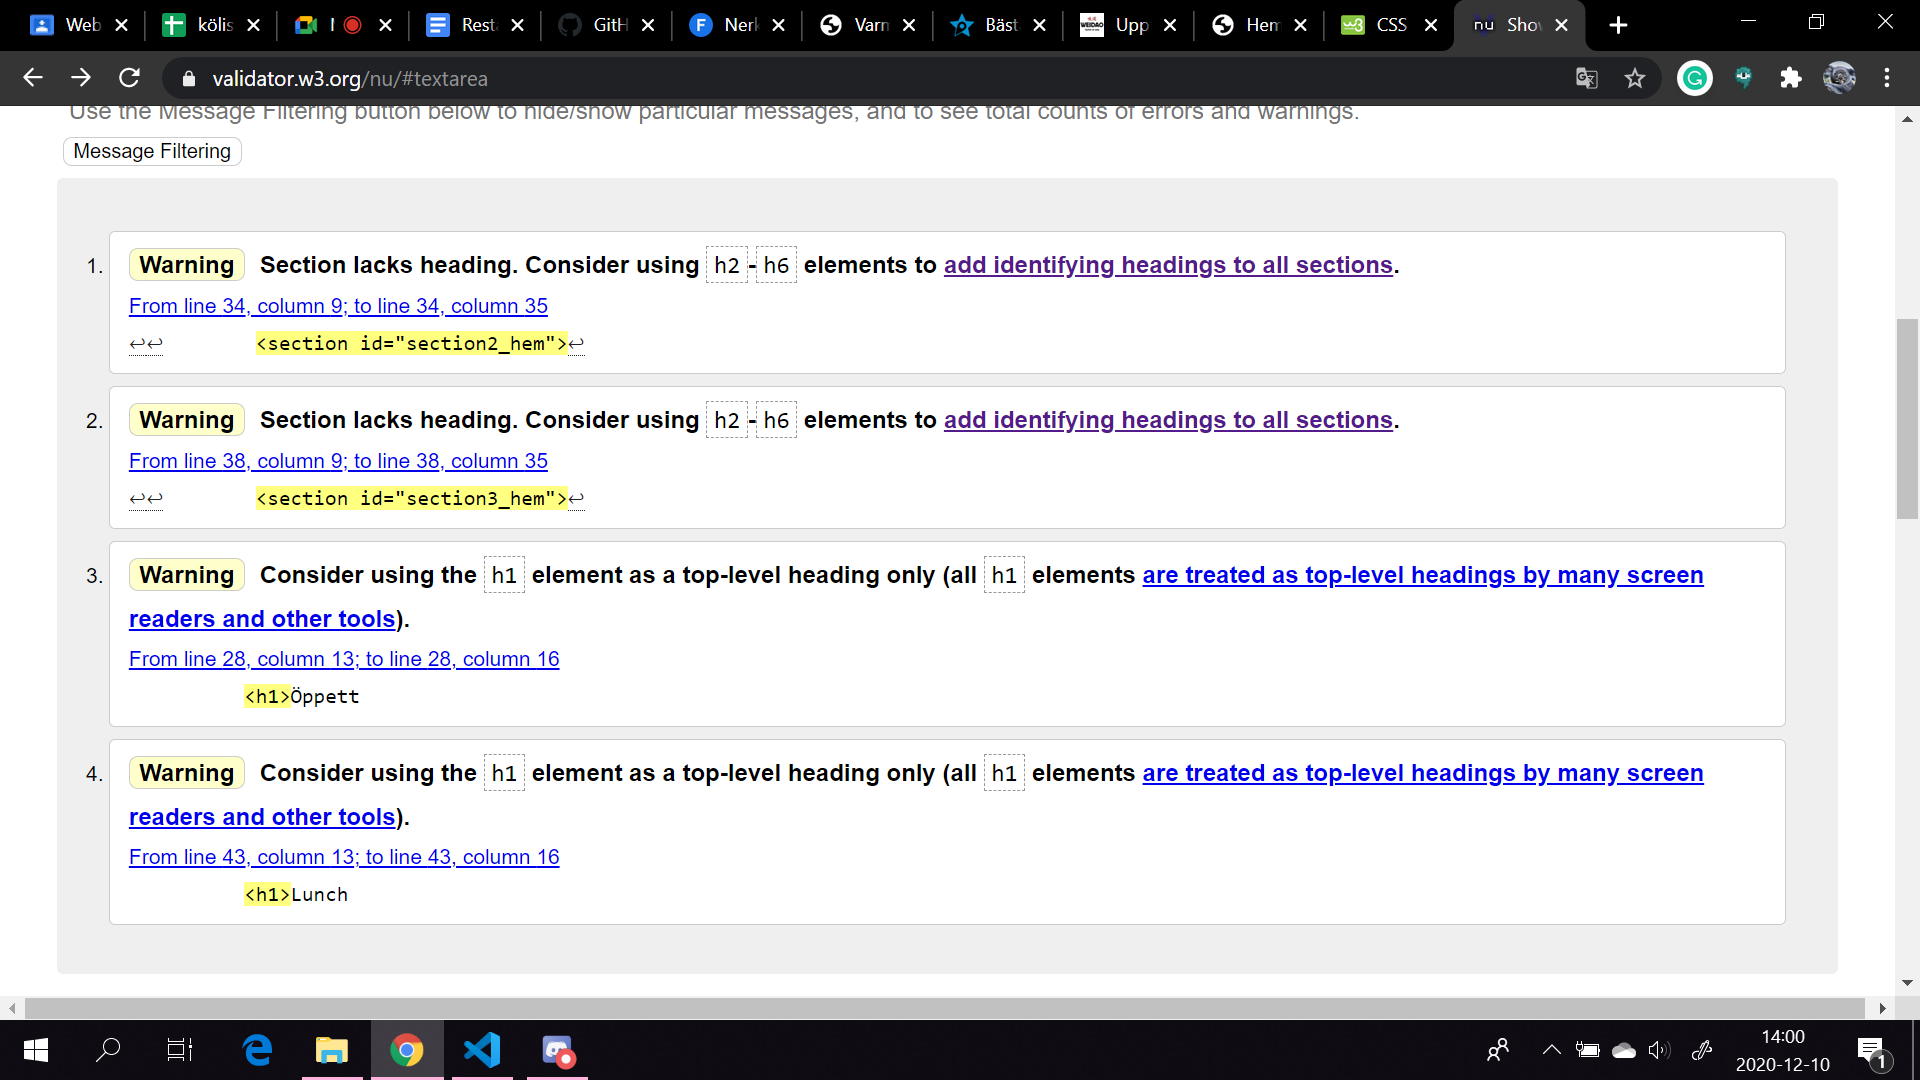 Web
kölis
Rest
GitH
Nerk
Varn
Bäst
WEIDAO
Upp
Hem
CSS
nu
Show
validator.w3.org/nu/#textarea
Use the Message Filtering button below to hide/show particular messages, and to see total counts of errors and warnings.
Message Filtering
1. Warning Section lacks heading. Consider using h2-h6 elements to add identifying headings to all sections.
From line 34, column 9; to line 34, column 35
↩↩ <section id="section2_hem">↩
2. Warning Section lacks heading. Consider using h2-h6 elements to add identifying headings to all sections.
From line 38, column 9; to line 38, column 35
↩↩ <section id="section3_hem">↩
3. Warning Consider using the h1 element as a top-level heading only (all h1 elements are treated as top-level headings by many screen
readers and other tools).
From line 28, column 13; to line 28, column 16
<h1>Öppett
4. Warning Consider using the h1 element as a top-level heading only (all h1 elements are treated as top-level headings by many screen
readers and other tools).
From line 43, column 13; to line 43, column 16
<h1>Lunch
14:00
2020-12-10
1